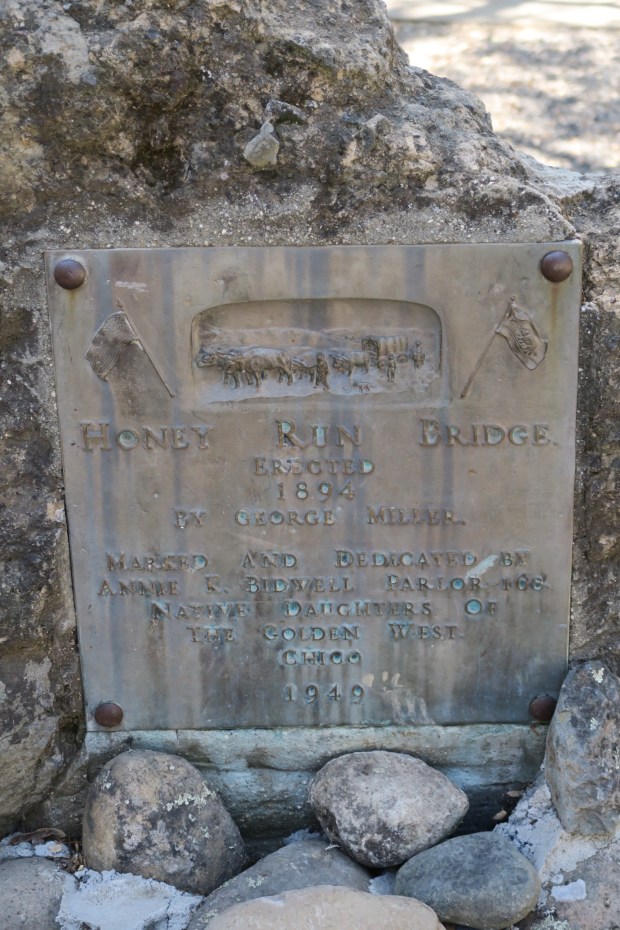 HONEY RUN BRIDGE.
ERECTED
1894
BY GEORGE MILLER.
MARKED AND DEDICATED BY
ANNIE K. BIDWELL PARLOR 168
NATIVE DAUGHTERS OF
THE GOLDEN WEST.
CHICO
1949